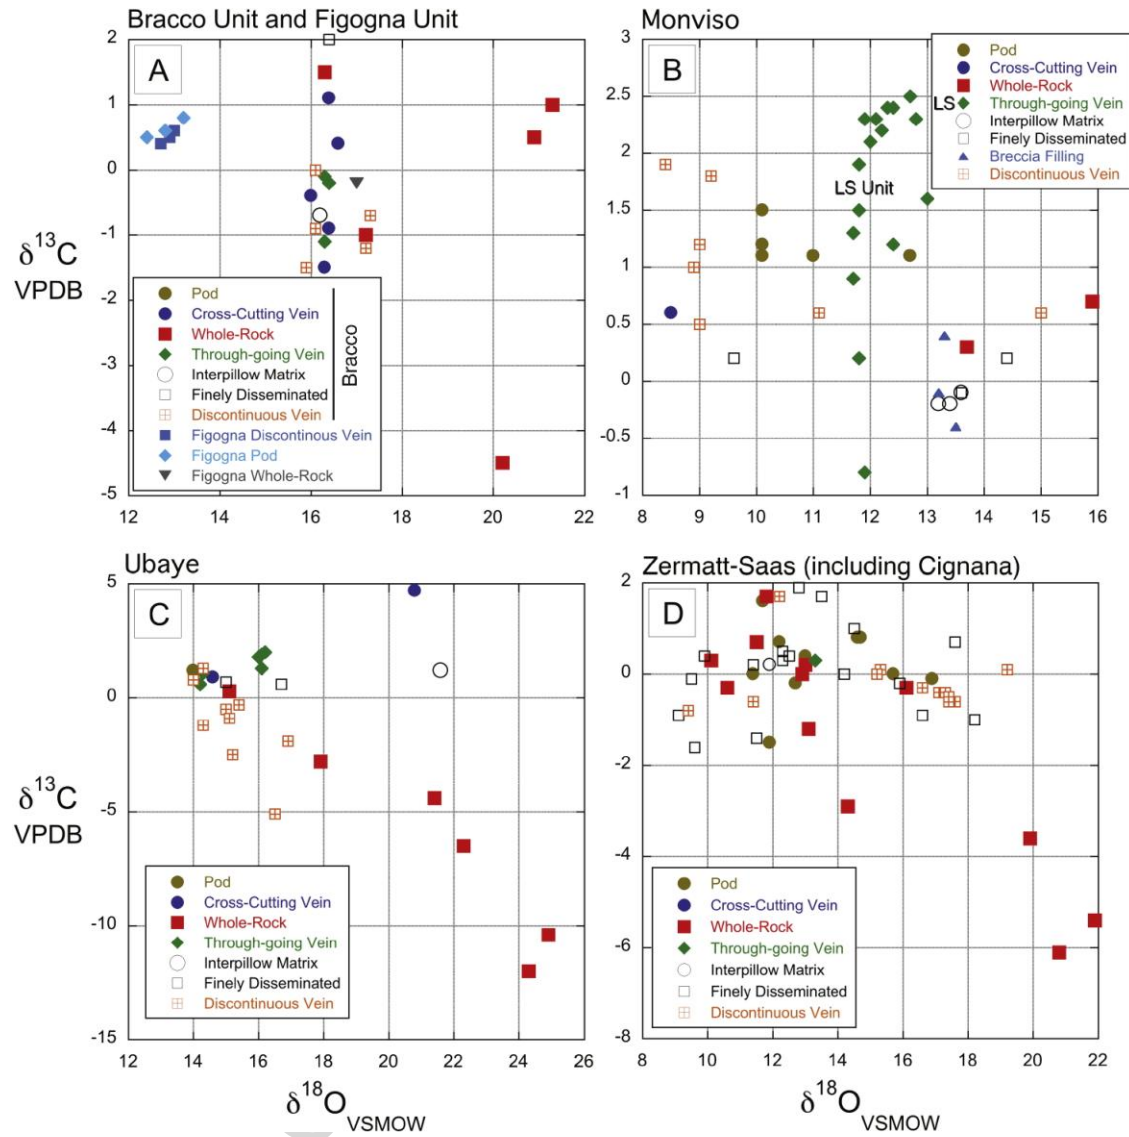 Bracco Unit and Figogna Unit
A
2
1
0
-1
-2
-3
-4
-5
12
14
16
18
20
22
δ13C
VPDB
Pod
Cross-Cutting Vein
Whole-Rock
Through-going Vein
Interpillow Matrix
Finely Disseminated
Discontinuous Vein
Bracco
Figogna Discontinous Vein
Figogna Pod
Figogna Whole-Rock
Monviso
B
3
2.5
2
1.5
1
0.5
0
-0.5
-1
8
9
10
11
12
13
14
15
16
Pod
Cross-Cutting Vein
Whole-Rock
LS Through-going Vein
Interpillow Matrix
Finely Disseminated
Breccia Filling
Discontinuous Vein
LS Unit
Ubaye
C
5
0
-5
-10
-15
12
14
16
18
20
22
24
26
δ13C
VPDB
Pod
Cross-Cutting Vein
Whole-Rock
Through-going Vein
Interpillow Matrix
Finely Disseminated
Discontinuous Vein
δ18O VSMOW
Zermatt-Saas (including Cignana)
D
2
0
-2
-4
-6
-8
8
10
12
14
16
18
20
22
Pod
Cross-Cutting Vein
Whole-Rock
Through-going Vein
Interpillow Matrix
Finely Disseminated
Discontinuous Vein
δ18O VSMOW